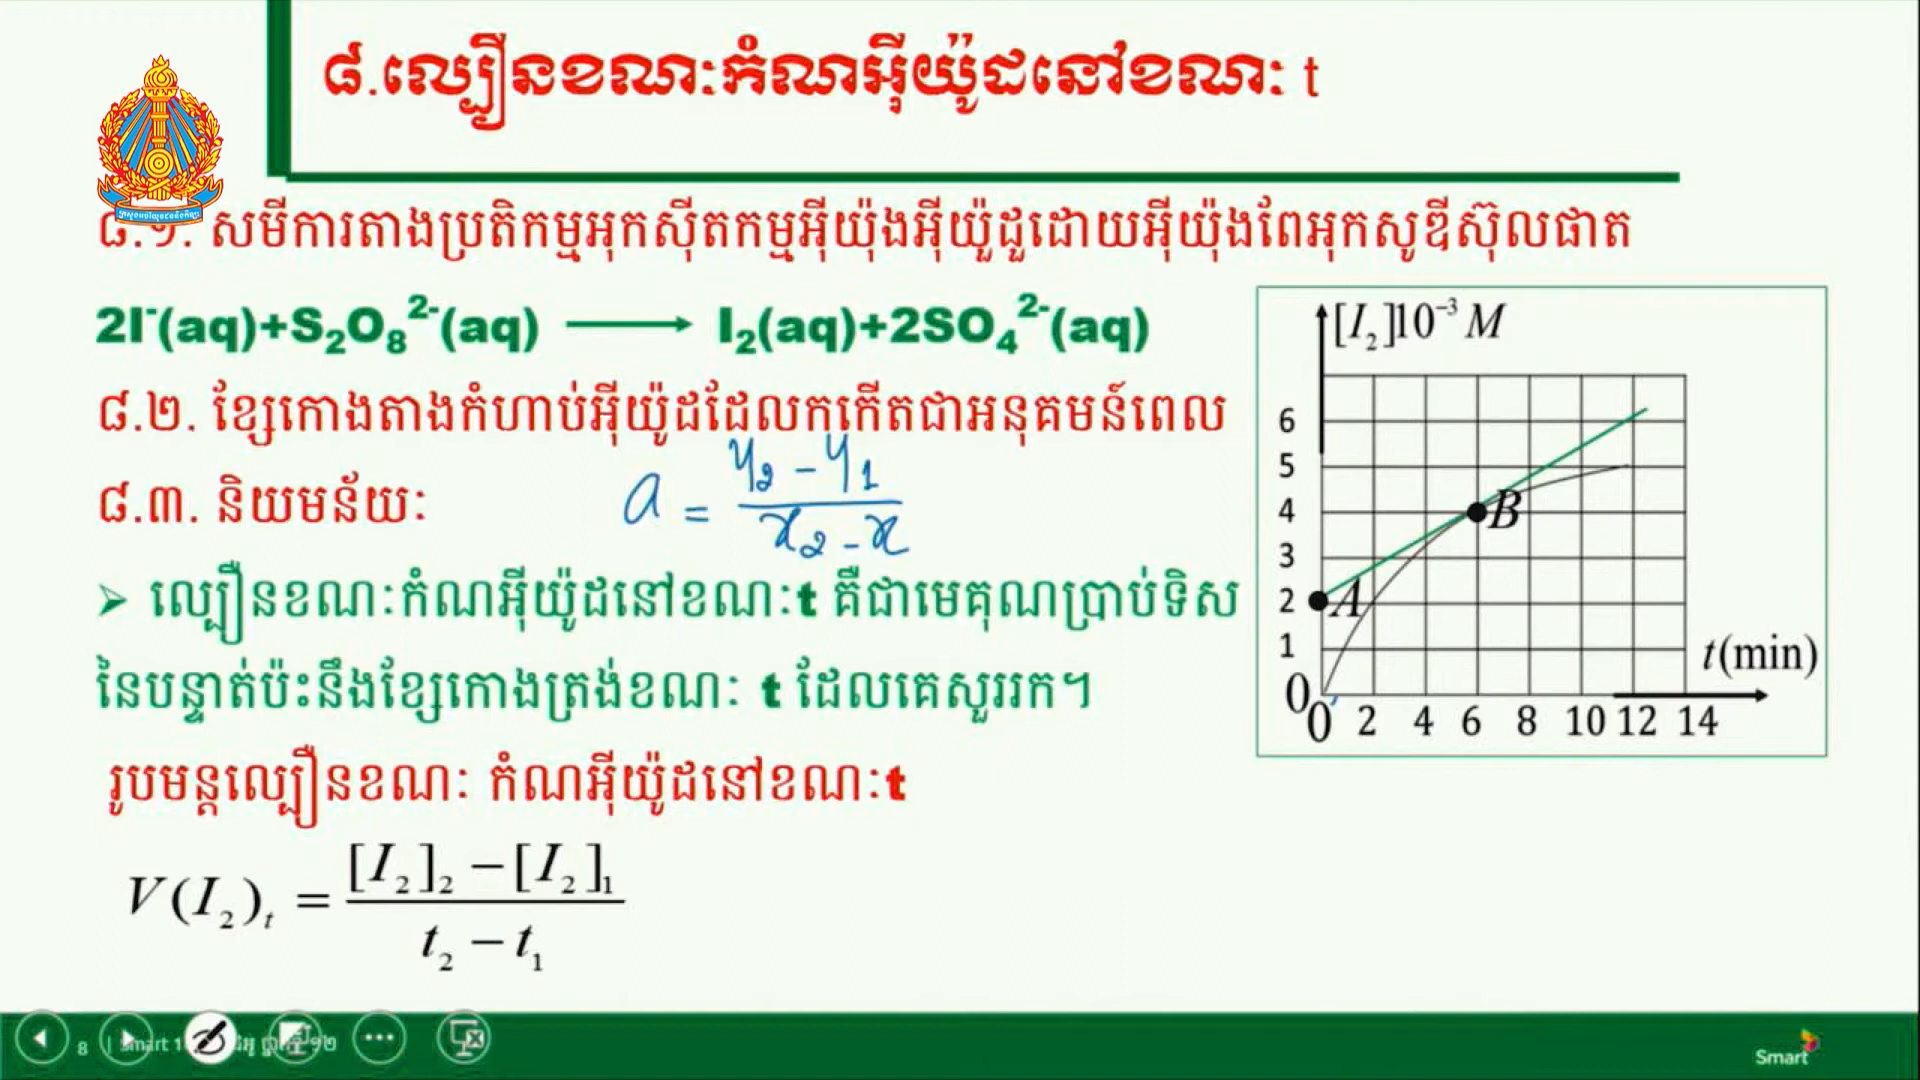 ៨.ល្បឿនខណៈកំណអ៊ីយ៉ូដនៅខណៈ t
៨.១. សមីការតាងប្រតិកម្មអុកស៊ីតកម្មអ៊ីយ៉ុងអ៊ីយ៉ូដួដោយអ៊ីយ៉ុងពែអុកសូឌីស៊ុលផាត
2I⁻(aq)+S₂O₈²⁻(aq) ⟶ I₂(aq)+2SO₄²⁻(aq)
៨.២. ខ្សែកោងតាងកំហាប់អ៊ីយ៉ូដដែលកកើតជាអនុគមន៍ពេល
៨.៣. និយមន័យៈ
a = (y₂ - y₁)/(x₂ - x)
➢ ល្បឿនខណៈកំណអ៊ីយ៉ូដនៅខណៈt គឺជាមេគុណប្រាប់ទិស
នៃបន្ទាត់ប៉ះនឹងខ្សែកោងត្រង់ខណៈ t ដែលគេសួររក។
រូបមន្តល្បឿនខណៈ កំណអ៊ីយ៉ូដនៅខណៈt
V(I₂)ₜ = ([I₂]₂ − [I₂]₁)/(t₂ − t₁)
[I₂]10⁻³ M
6
5
4
3
2
1
0
B
A
t(min)
0 2 4 6 8 10 12 14
8
Smart